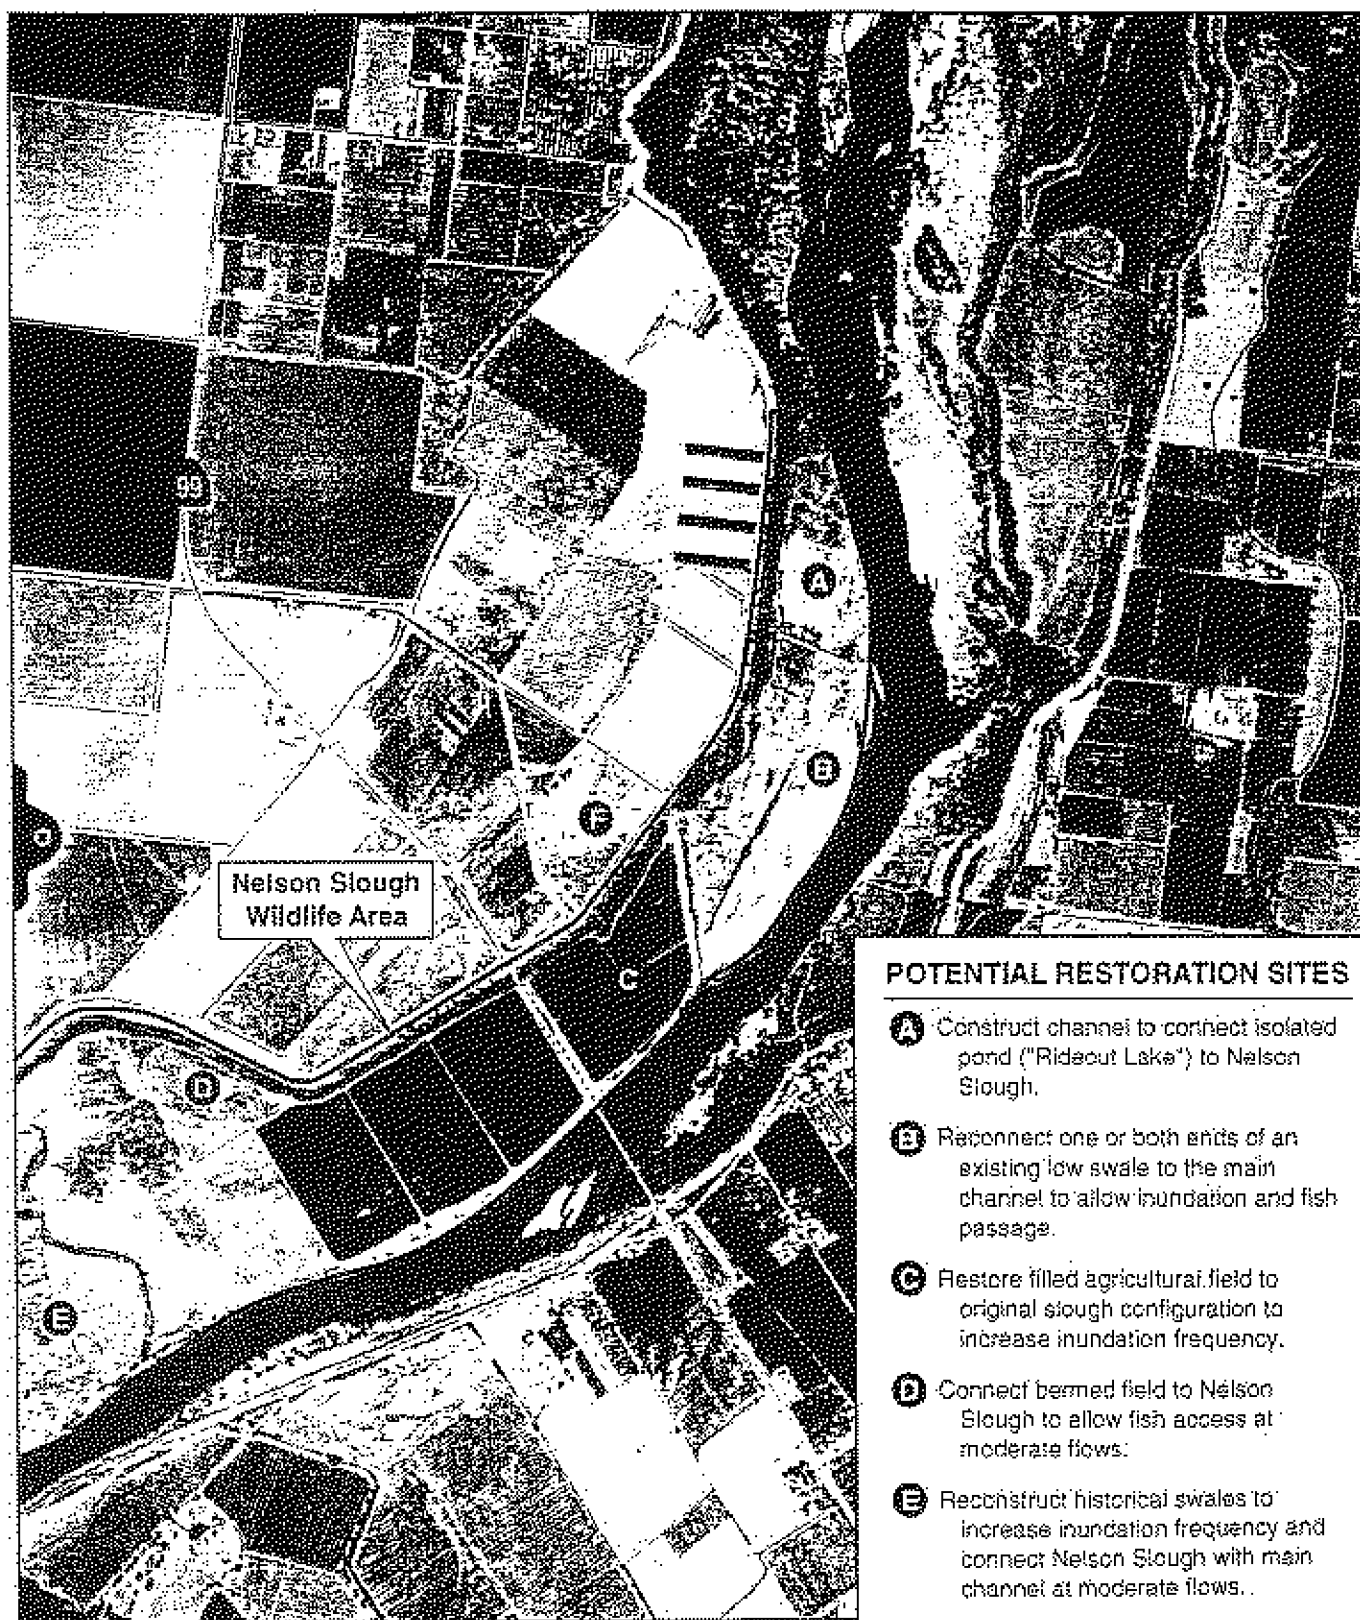 A
B
F
Nelson Slough
Wildlife Area
C
D
E
POTENTIAL RESTORATION SITES
A Construct channel to connect isolated
pond ("Rideout Lake") to Nelson
Slough.
B Reconnect one or both ends of an
existing low swale to the main
channel to allow inundation and fish
passage.
C Restore filled agricultural field to
original slough configuration to
increase inundation frequency.
D Connect bermed field to Nelson
Slough to allow fish access at
moderate flows.
E Reconstruct historical swales to
increase inundation frequency and
connect Nelson Slough with main
channel at moderate flows.